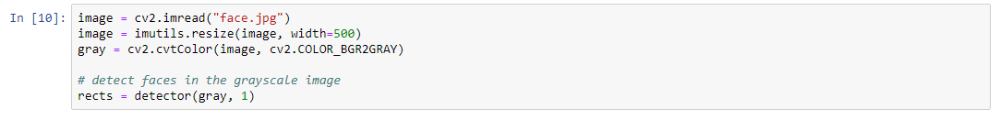 In [10]: image = cv2.imread("face.jpg")
image = imutils.resize(image, width=500)
gray = cv2.cvtColor(image, cv2.COLOR_BGR2GRAY)
# detect faces in the grayscale image
rects = detector(gray, 1)